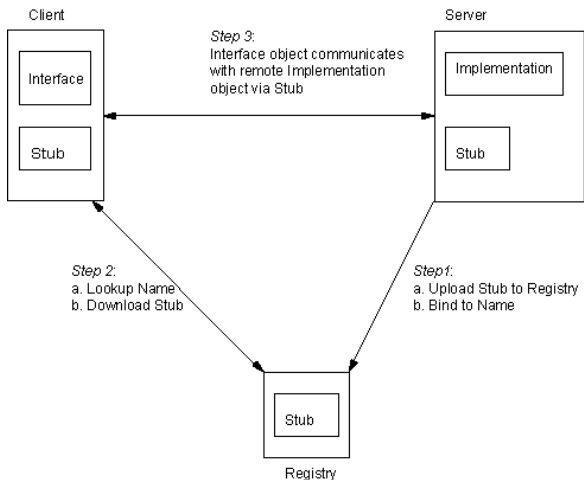 Client
Server
Step 3:
Interface object communicates
with remote Implementation
object via Stub
Interface
Stub
Implementation
Stub
Step 2:
a. Lookup Name
b. Download Stub
Step1:
a. Upload Stub to Registry
b. Bind to Name
Stub
Registry